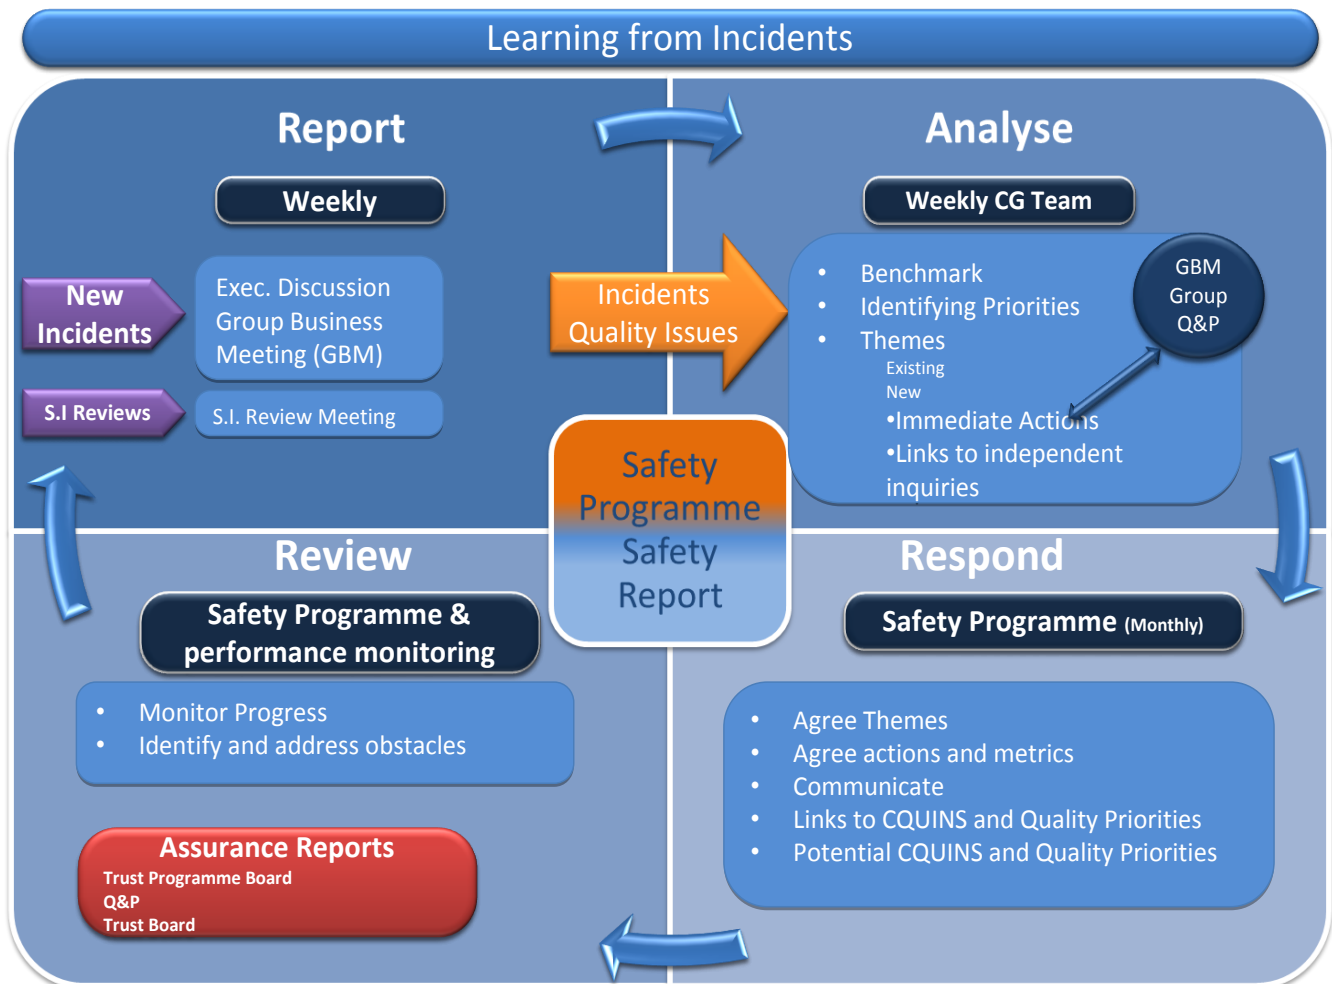 Learning from Incidents
Report
Weekly
New
Incidents
Exec. Discussion
Group Business
Meeting (GBM)
S.I Reviews
S.I. Review Meeting
Incidents
Quality Issues
Analyse
Weekly CG Team
• Benchmark
• Identifying Priorities
• Themes
Existing
New
•Immediate Actions
•Links to independent
inquiries
GBM
Group
Q&P
Safety
Programme
Safety
Report
Review
Safety Programme &
performance monitoring
• Monitor Progress
• Identify and address obstacles
Assurance Reports
Trust Programme Board
Q&P
Trust Board
Respond
Safety Programme (Monthly)
• Agree Themes
• Agree actions and metrics
• Communicate
• Links to CQUINS and Quality Priorities
• Potential CQUINS and Quality Priorities